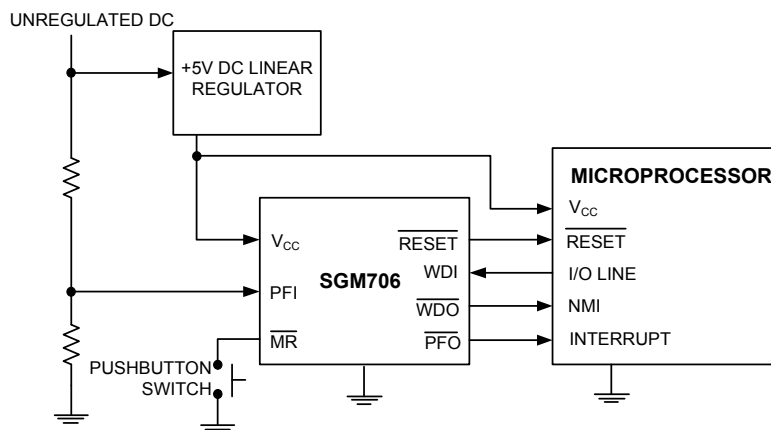 UNREGULATED DC
+5V DC LINEAR
REGULATOR
MICROPROCESSOR
VCC
RESET
I/O LINE
NMI
INTERRUPT
SGM706
VCC
PFI
MR
RESET
WDI
WDO
PFO
PUSHBUTTON
SWITCH